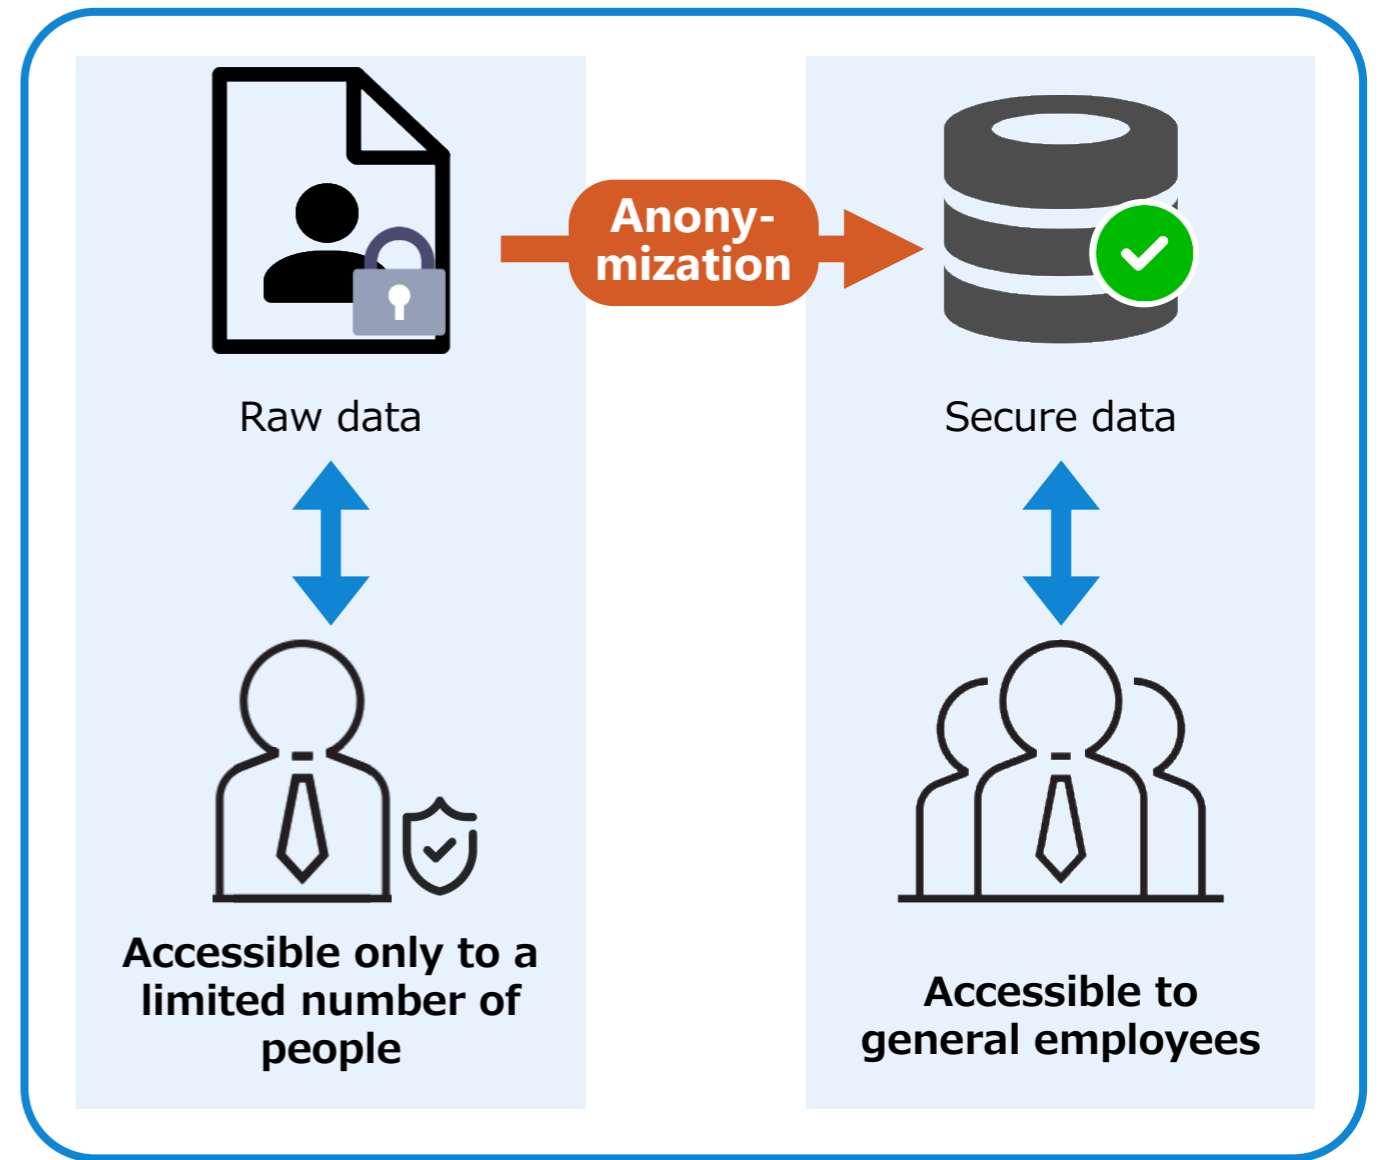 Anony-
mization
Raw data
Secure data
Accessible only to a
limited number of
people
Accessible to
general employees